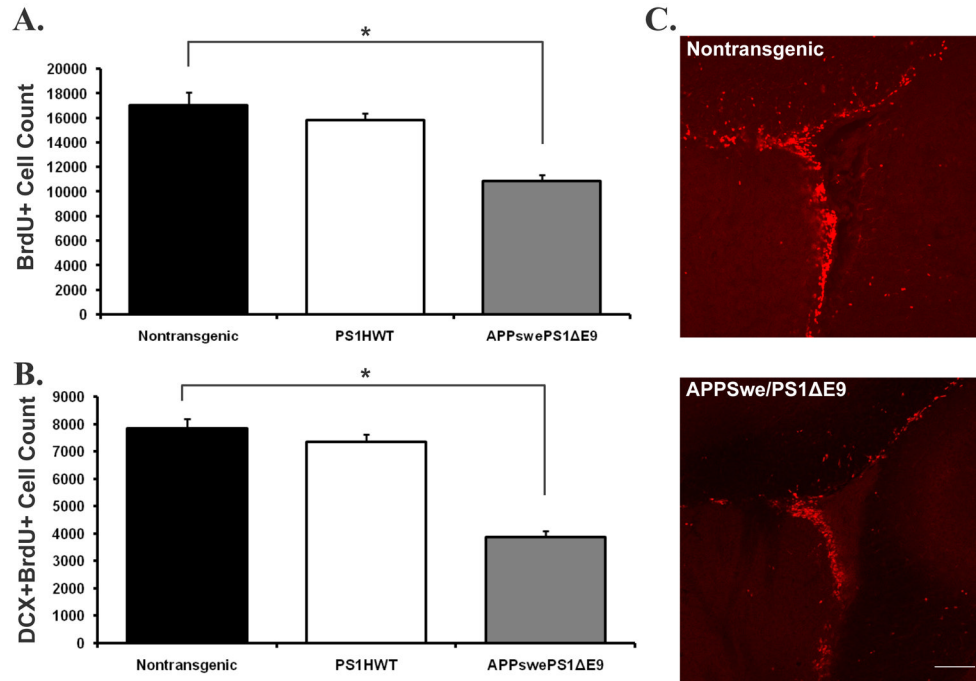 A.
*
BrdU+ Cell Count
20000
18000
16000
14000
12000
10000
8000
6000
4000
2000
0
Nontransgenic
PS1HWT
APPswePS1ΔE9
B.
*
DCX+BrdU+ Cell Count
9000
8000
7000
6000
5000
4000
3000
2000
1000
0
Nontransgenic
PS1HWT
APPswePS1ΔE9
C.
Nontransgenic
APPSwe/PS1ΔE9